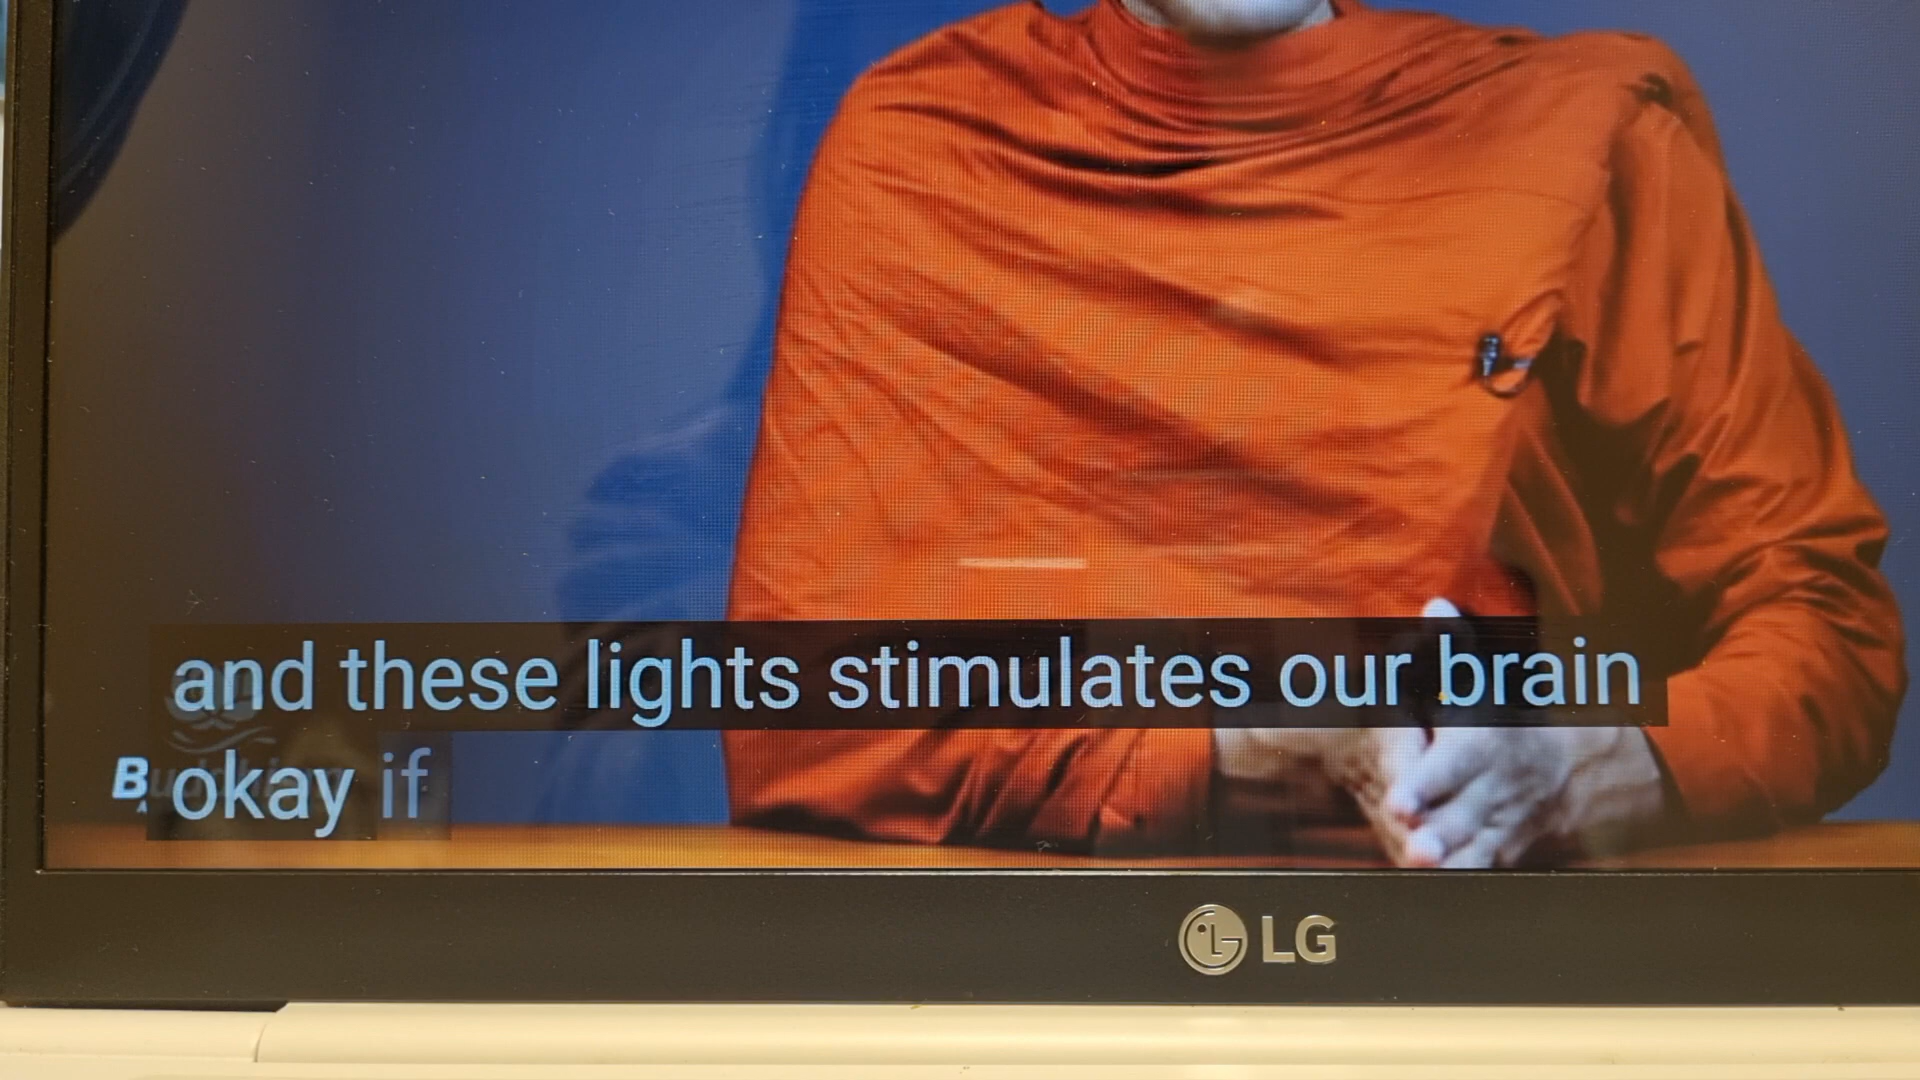 and these lights stimulates our brain
okay if
B
LG